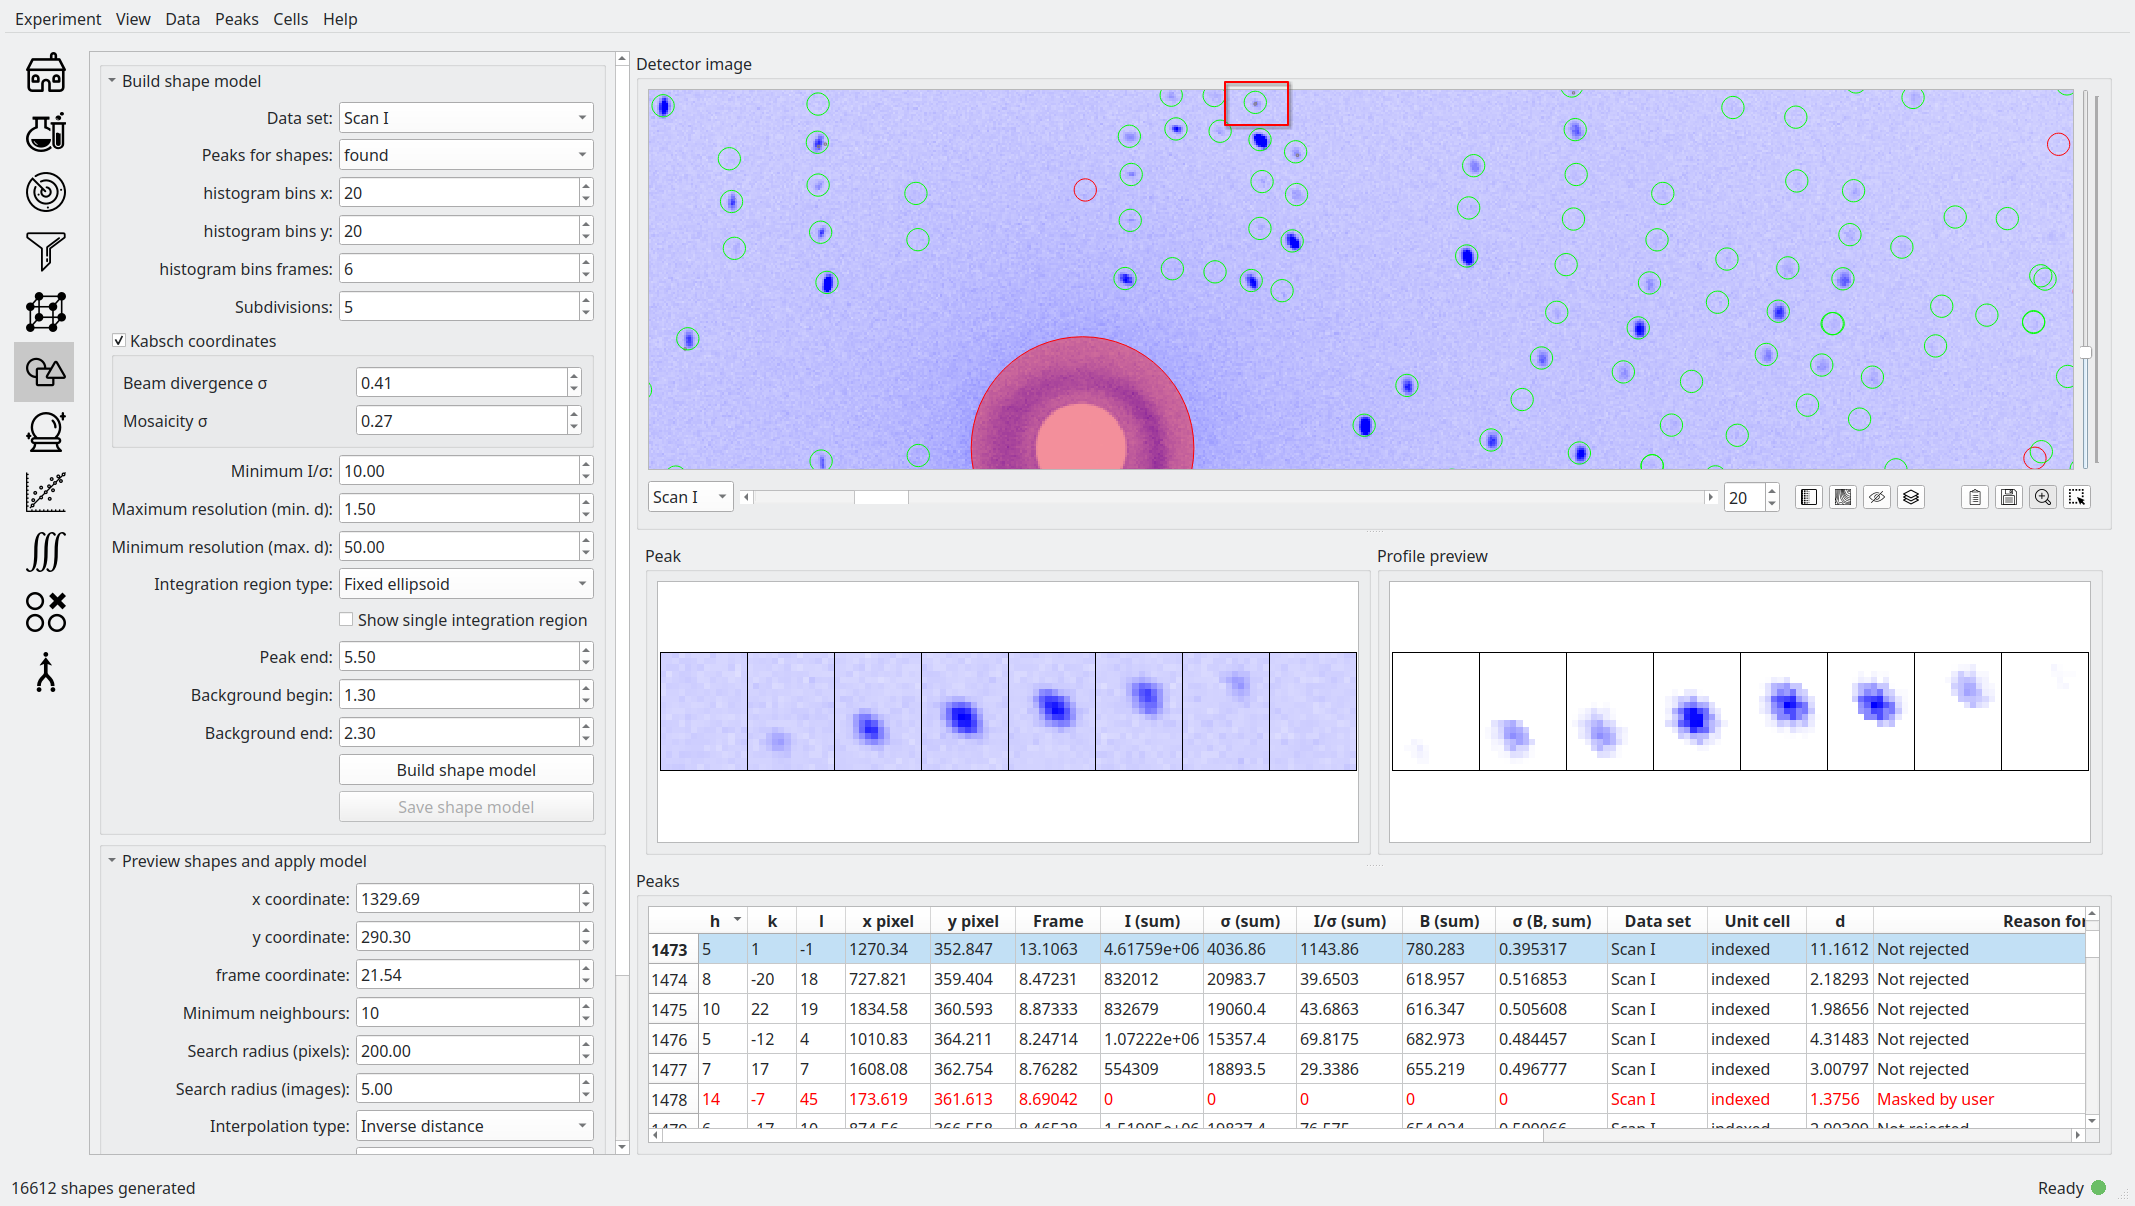 Experiment View Data Peaks Cells Help
Build shape model
Data set: Scan I
Peaks for shapes: found
histogram bins x: 20
histogram bins y: 20
histogram bins frames: 6
Subdivisions: 5
Kabsch coordinates
Beam divergence σ 0.41
Mosaicity σ 0.27
Minimum I/σ: 10.00
Maximum resolution (min. d): 1.50
Minimum resolution (max. d): 50.00
Integration region type: Fixed ellipsoid
Show single integration region
Peak end: 5.50
Background begin: 1.30
Background end: 2.30
Build shape model
Save shape model
Preview shapes and apply model
x coordinate: 1329.69
y coordinate: 290.30
frame coordinate: 21.54
Minimum neighbours: 10
Search radius (pixels): 200.00
Search radius (images): 5.00
Interpolation type: Inverse distance
Detector image
Scan I 20
Peak
Profile preview
Peaks
h k l x pixel y pixel Frame I (sum) σ (sum) I/σ (sum) B (sum) σ (B, sum) Data set Unit cell d Reason for
1473 5 1 -1 1270.34 352.847 13.1063 4.61759e+06 4036.86 1143.86 780.283 0.395317 Scan I indexed 11.1612 Not rejected
1474 8 -20 18 727.821 359.404 8.47231 832012 20983.7 39.6503 618.957 0.516853 Scan I indexed 2.18293 Not rejected
1475 10 22 19 1834.58 360.593 8.87333 832679 19060.4 43.6863 616.347 0.505608 Scan I indexed 1.98656 Not rejected
1476 5 -12 4 1010.83 364.211 8.24714 1.07222e+06 15357.4 69.8175 682.973 0.484457 Scan I indexed 4.31483 Not rejected
1477 7 17 7 1608.08 362.754 8.76282 554309 18893.5 29.3386 655.219 0.496777 Scan I indexed 3.00797 Not rejected
1478 14 -7 45 173.619 361.613 8.69042 0 0 0 0 0 Scan I indexed 1.3756 Masked by user
16612 shapes generated
Ready